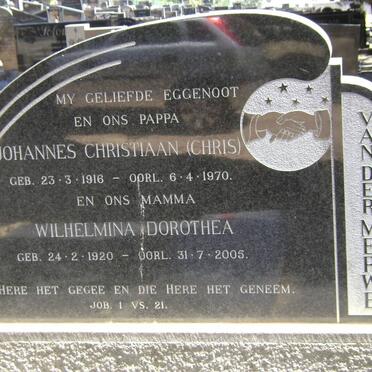 MY GELIEFDE EGGENOOT
EN ONS PAPPA
JOHANNES CHRISTIAAN (CHRIS)
GEB. 23-3-1916 – OORL. 6-4-1970.
EN ONS MAMMA
WILHELMINA DOROTHEA
GEB. 24-2-1920 – OORL. 31-7-2005.
HERE HET GEGEE EN DIE HERE HET GENEEM.
JOB. 1 VS. 21.
VAN DER MERWE